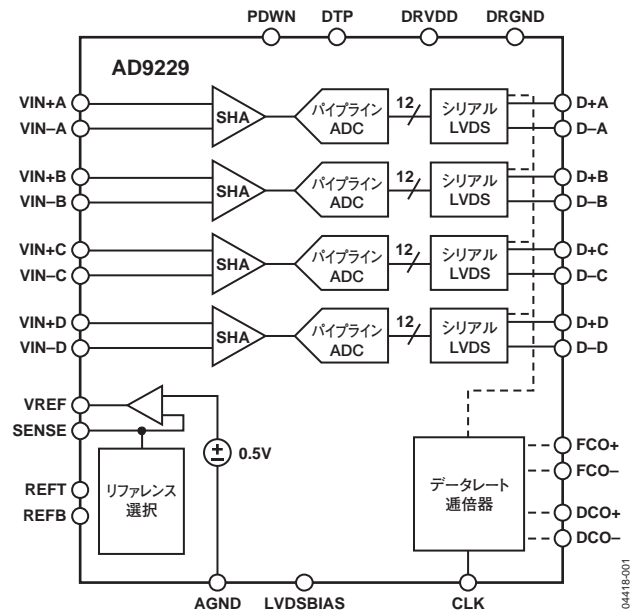 PDWN DTP DRVDD DRGND
AD9229
VIN+A
VIN–A
SHA
パイプライン
ADC
12
シリアル
LVDS
D+A
D–A
VIN+B
VIN–B
SHA
パイプライン
ADC
12
シリアル
LVDS
D+B
D–B
VIN+C
VIN–C
SHA
パイプライン
ADC
12
シリアル
LVDS
D+C
D–C
VIN+D
VIN–D
SHA
パイプライン
ADC
12
シリアル
LVDS
D+D
D–D
VREF
SENSE
0.5V
REFT
REFB
リファレンス
選択
データレート
逓倍器
FCO+
FCO–
DCO+
DCO–
AGND LVDSBIAS CLK
04418-001